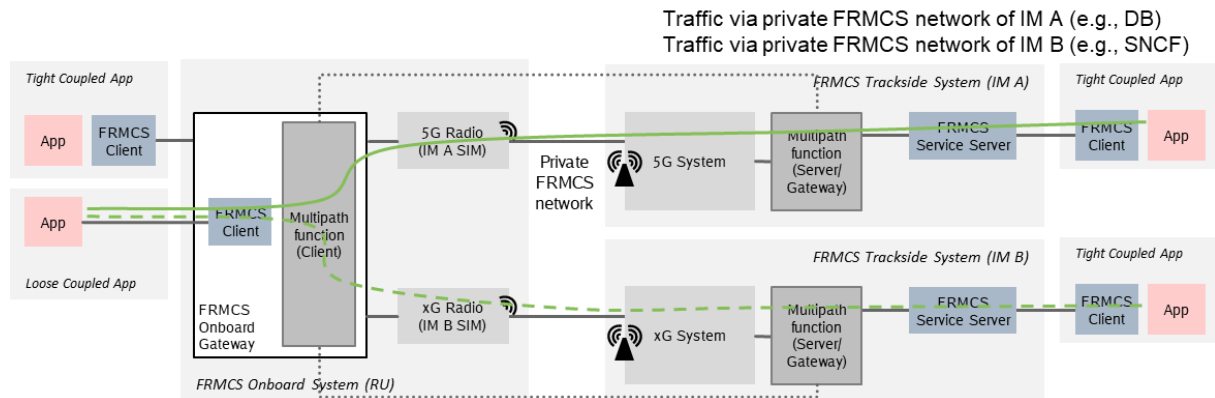 Traffic via private FRMCS network of IM A (e.g., DB)
Traffic via private FRMCS network of IM B (e.g., SNCF)
Tight Coupled App
App
FRMCS
Client
App
Loose Coupled App
FRMCS
Client
Multipath
function
(Client)
FRMCS
Onboard
Gateway
FRMCS Onboard System (RU)
5G Radio
(IM A SIM)
xG Radio
(IM B SIM)
Private
FRMCS
network
FRMCS Trackside System (IM A)
5G System
Multipath
function
(Server/
Gateway)
FRMCS
Service Server
Tight Coupled App
FRMCS
Client
App
FRMCS Trackside System (IM B)
xG System
Multipath
function
(Server/
Gateway)
FRMCS
Service Server
Tight Coupled App
FRMCS
Client
App